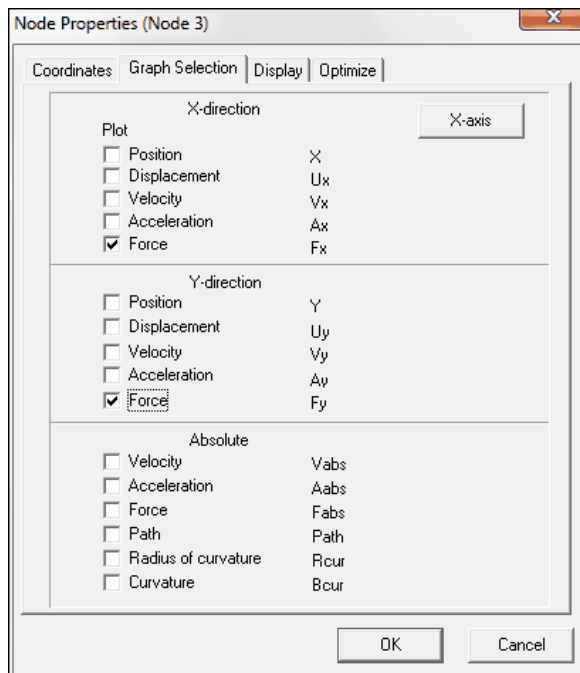 Node Properties (Node 3)
Coordinates Graph Selection Display Optimize
X-direction
X-axis
Plot
Position X
Displacement Ux
Velocity Vx
Acceleration Ax
Force Fx
Y-direction
Position Y
Displacement Uy
Velocity Vy
Acceleration Ay
Force Fy
Absolute
Velocity Vabs
Acceleration Aabs
Force Fabs
Path Path
Radius of curvature Rcur
Curvature Bcur
OK Cancel